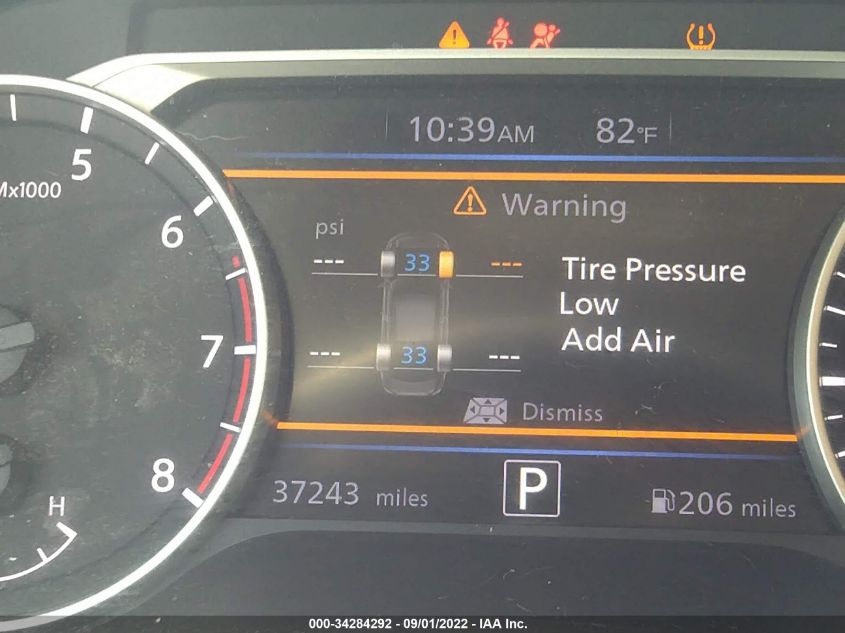 10:39AM 82°F
5
Mx1000
6
7
8
H
Warning
psi
--- 33 ---
--- 33 ---
Tire Pressure
Low
Add Air
Dismiss
37243 miles P 206 miles
000-34284292 - 09/01/2022 - IAA Inc.